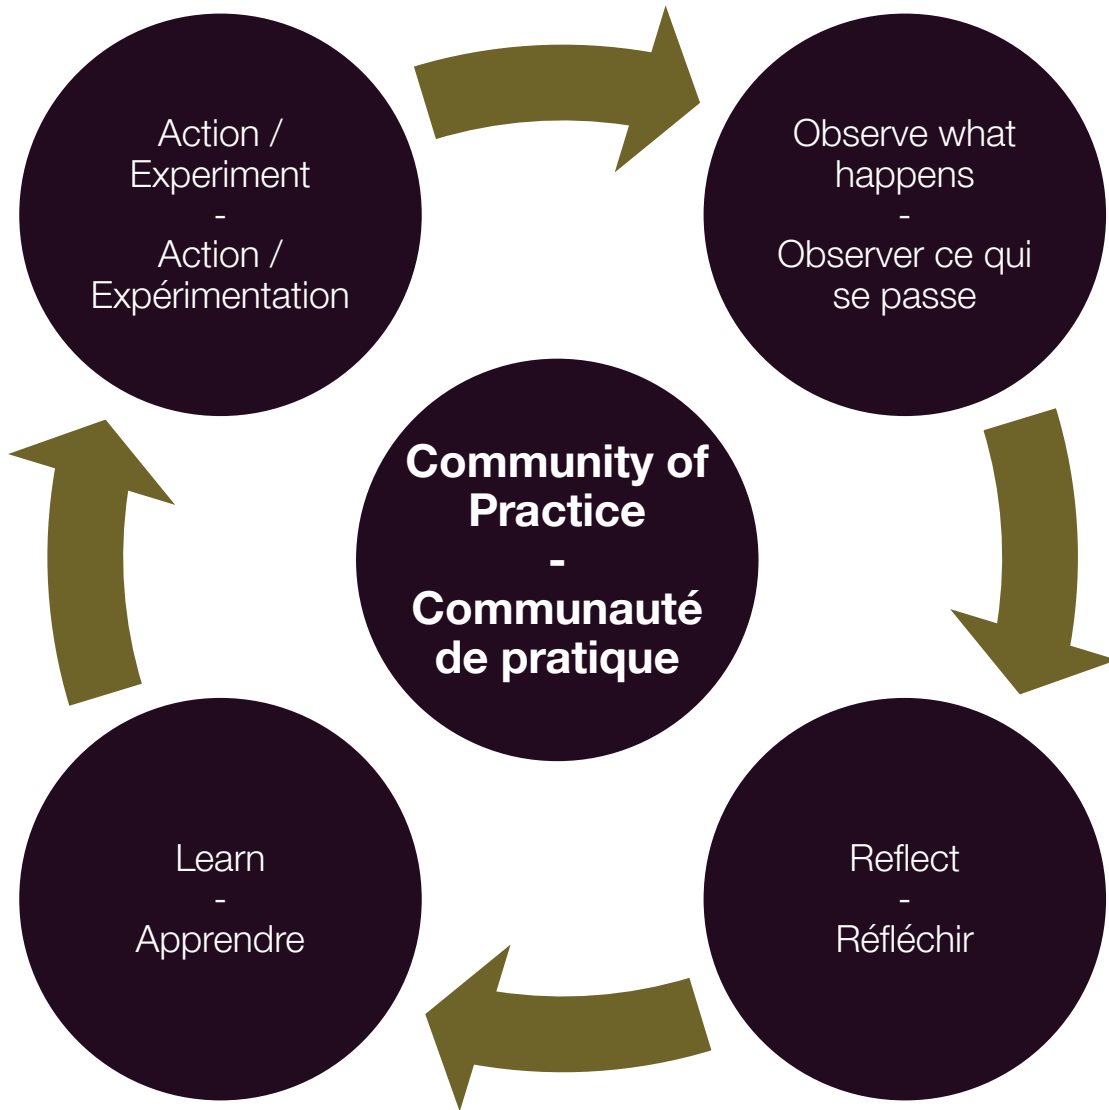 Action /
Experiment
-
Action /
Expérimentation
Observe what
happens
-
Observer ce qui
se passe
Community of
Practice
-
Communauté
de pratique
Learn
-
Apprendre
Reflect
-
Réfléchir